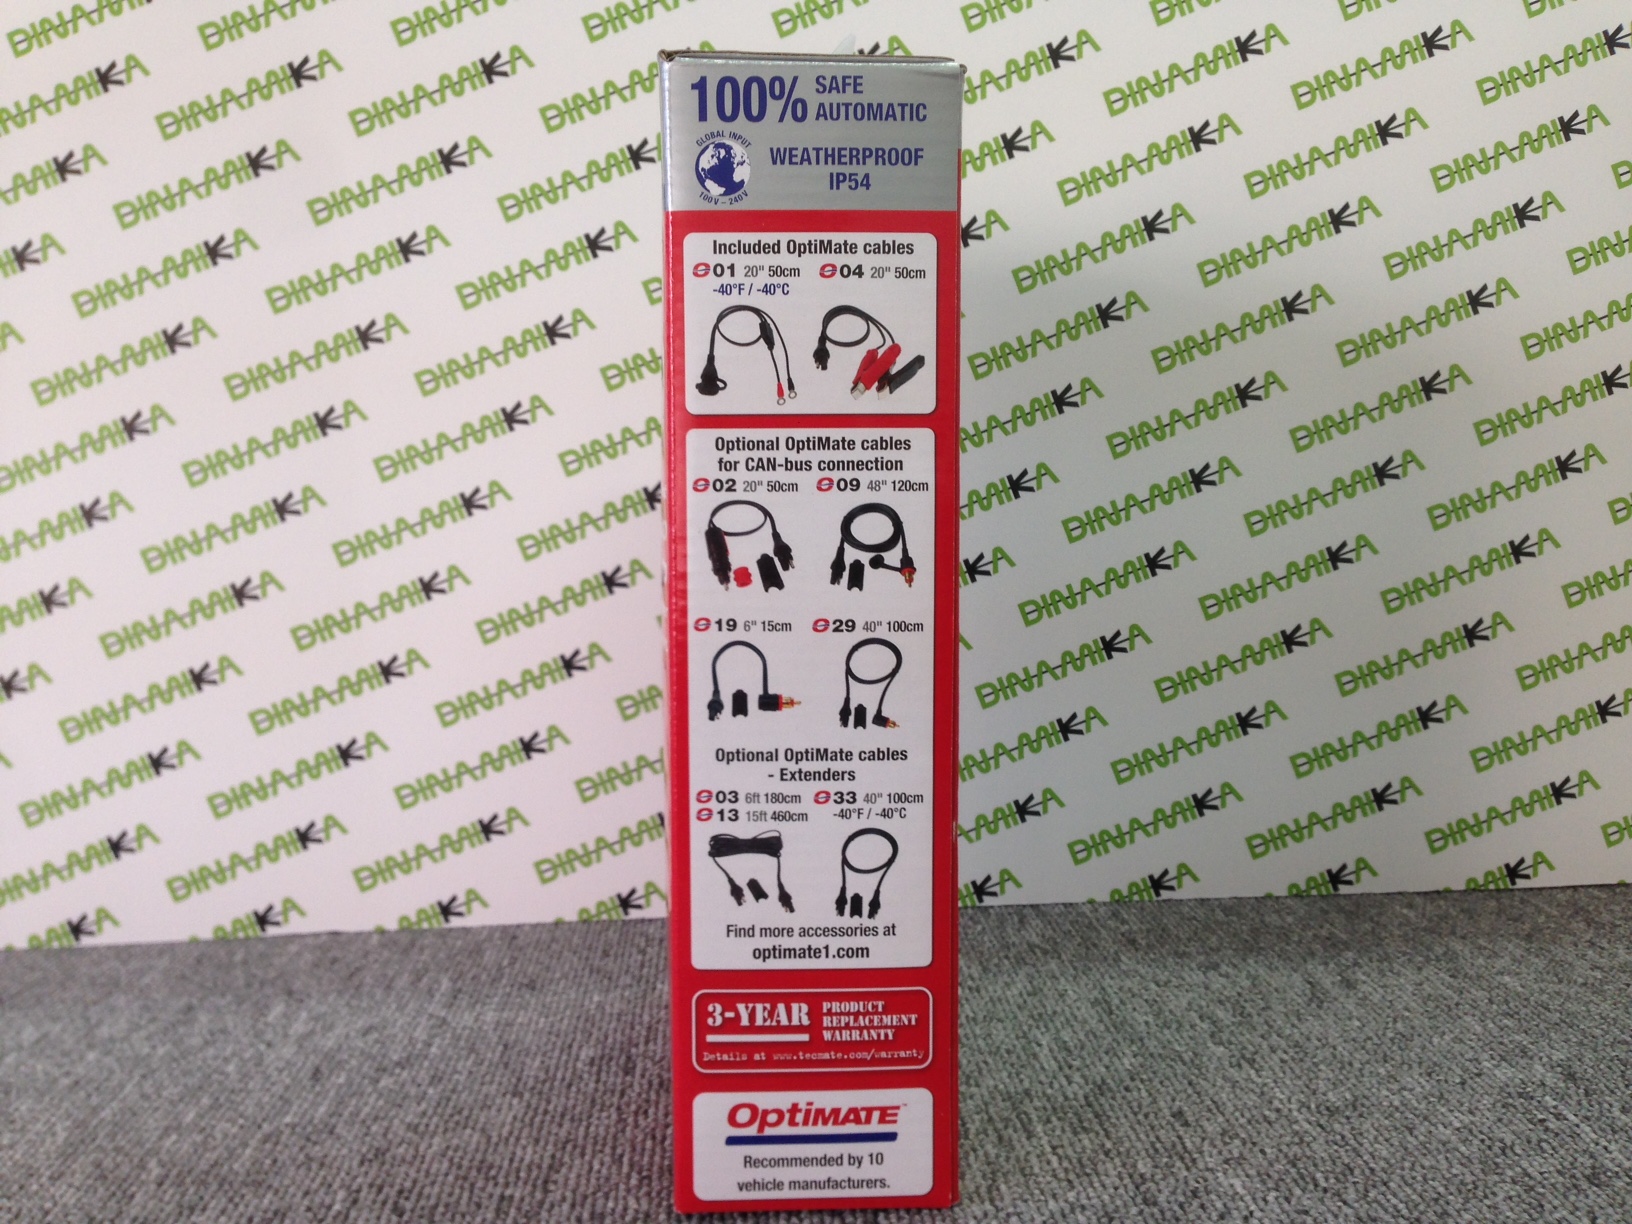 100% SAFE
AUTOMATIC
GLOBAL INPUT
100V - 240V
WEATHERPROOF
IP54
Included OptiMate cables
01 20" 50cm
-40°F / -40°C
04 20" 50cm
Optional OptiMate cables
for CAN-bus connection
02 20" 50cm
09 48" 120cm
19 6" 15cm
29 40" 100cm
Optional OptiMate cables
- Extenders
03 6ft 180cm
13 15ft 460cm
33 40" 100cm
-40°F / -40°C
Find more accessories at
optimate1.com
3-YEAR
PRODUCT
REPLACEMENT
WARRANTY
Details at www.tecmate.com/warranty
OptiMATE™
Recommended by 10
vehicle manufacturers.
DINAMIKA